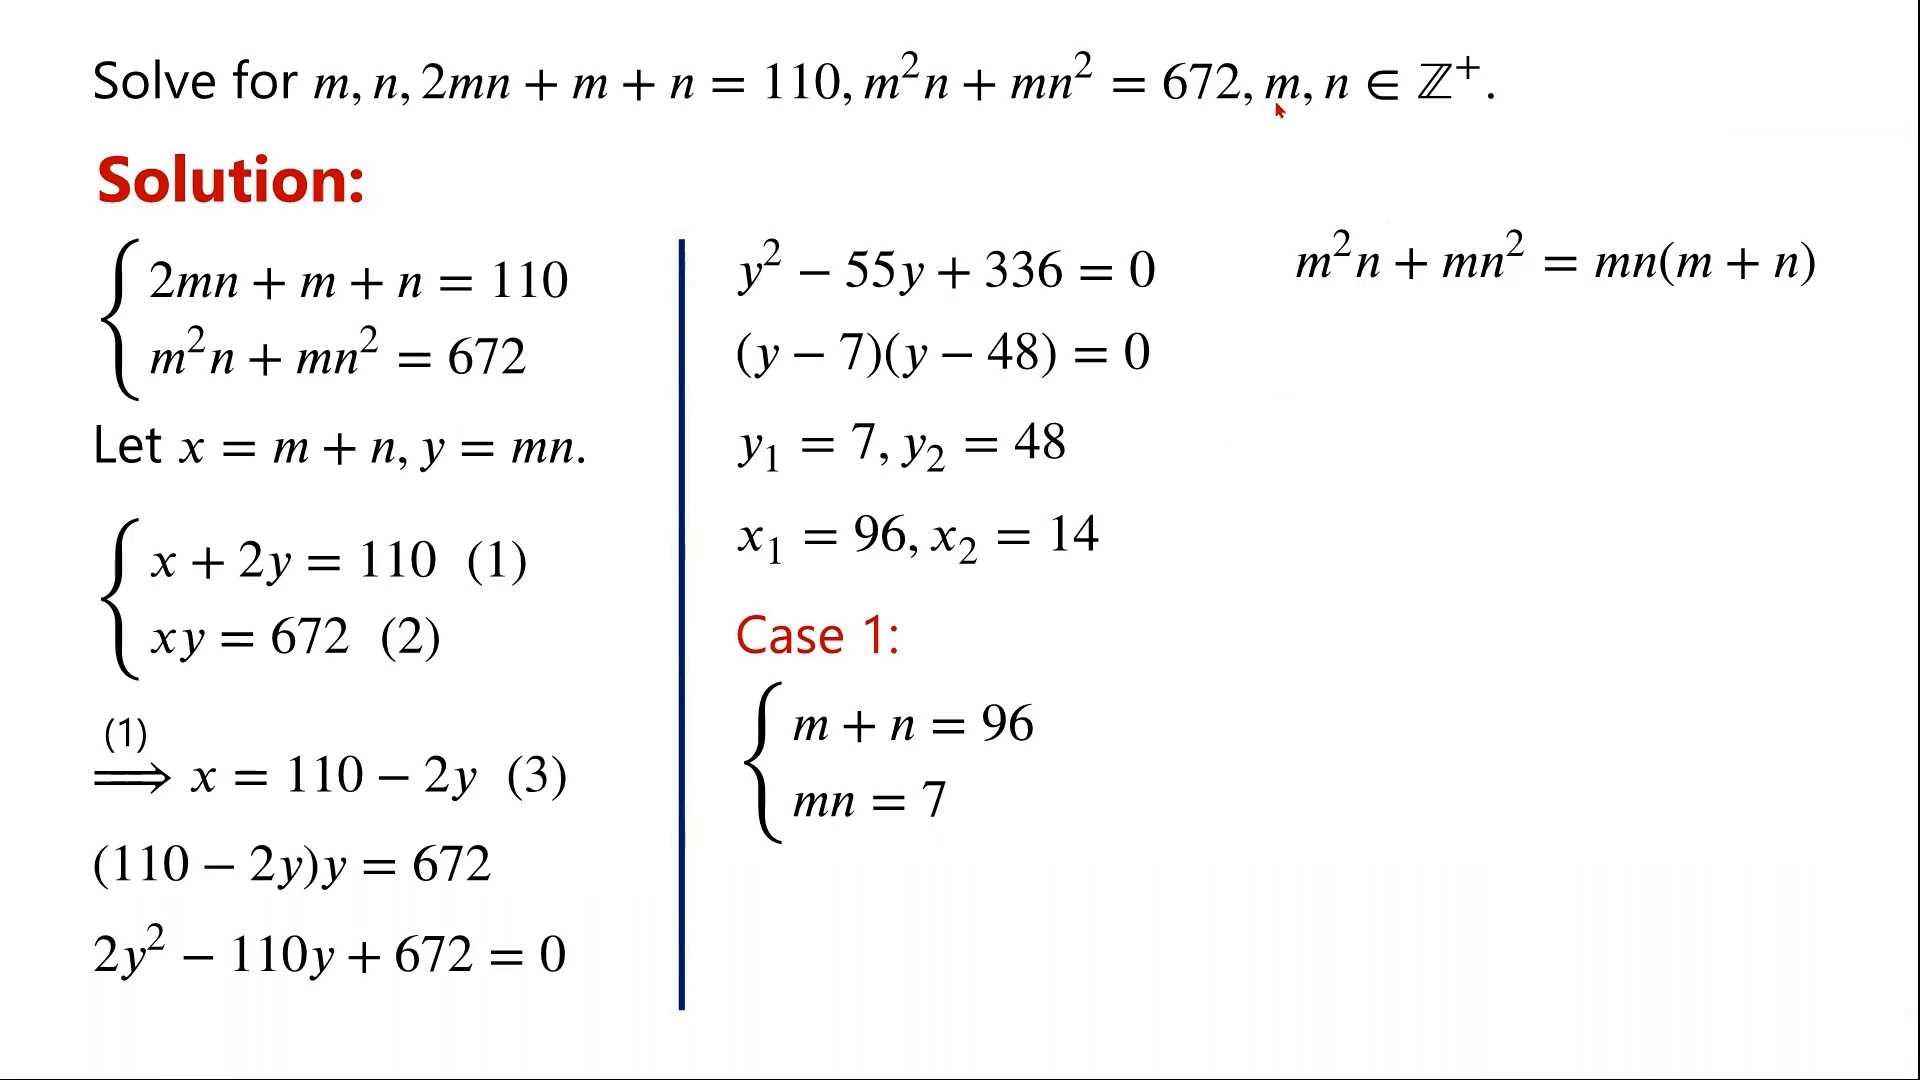 Solve for m, n, 2mn + m + n = 110, m²n + mn² = 672, m, n ∈ ℤ⁺.
Solution:
2mn + m + n = 110
m²n + mn² = 672
Let x = m + n, y = mn.
x + 2y = 110 (1)
xy = 672 (2)
(1)
⟹ x = 110 − 2y (3)
(110 − 2y)y = 672
2y² − 110y + 672 = 0
y² − 55y + 336 = 0
(y − 7)(y − 48) = 0
y₁ = 7, y₂ = 48
x₁ = 96, x₂ = 14
Case 1:
m + n = 96
mn = 7
m²n + mn² = mn(m + n)